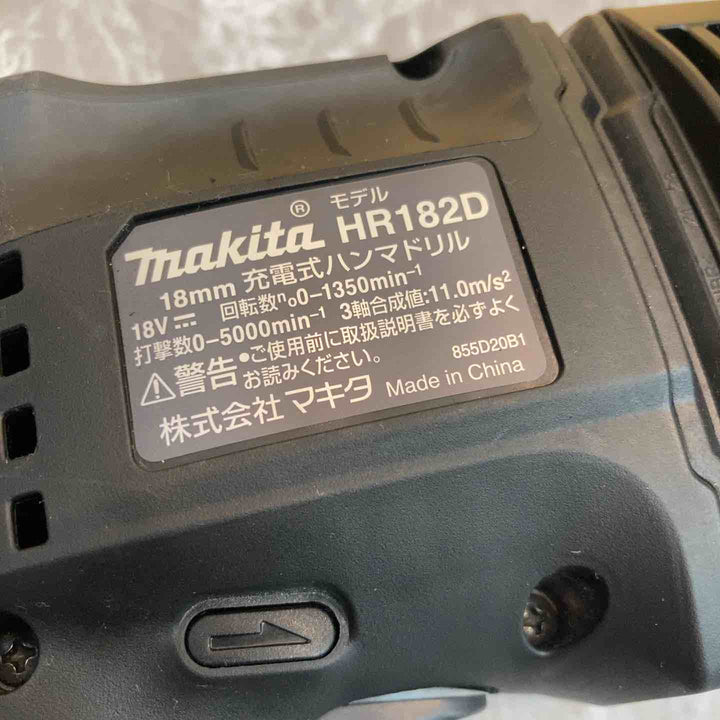 モデル
makita® HR182D
18mm 充電式ハンマドリル
18V⎓ 回転数n₀0–1350min⁻¹
打撃数0–5000min⁻¹ 3軸合成値:11.0m/s²
⚠警告 •ご使用前に取扱説明書を必ずよく
お読みください。 855D20B1
株式会社マキタ Made in China